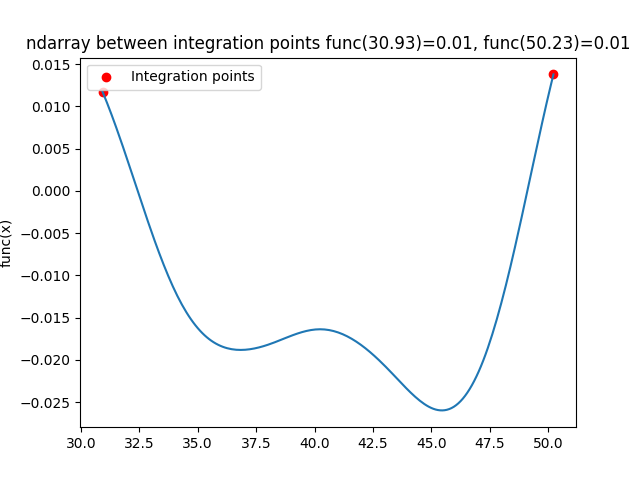 ndarray between integration points func(30.93)=0.01, func(50.23)=0.01
Integration points
func(x)
0.015
0.010
0.005
0.000
−0.005
−0.010
−0.015
−0.020
−0.025
30.0 32.5 35.0 37.5 40.0 42.5 45.0 47.5 50.0